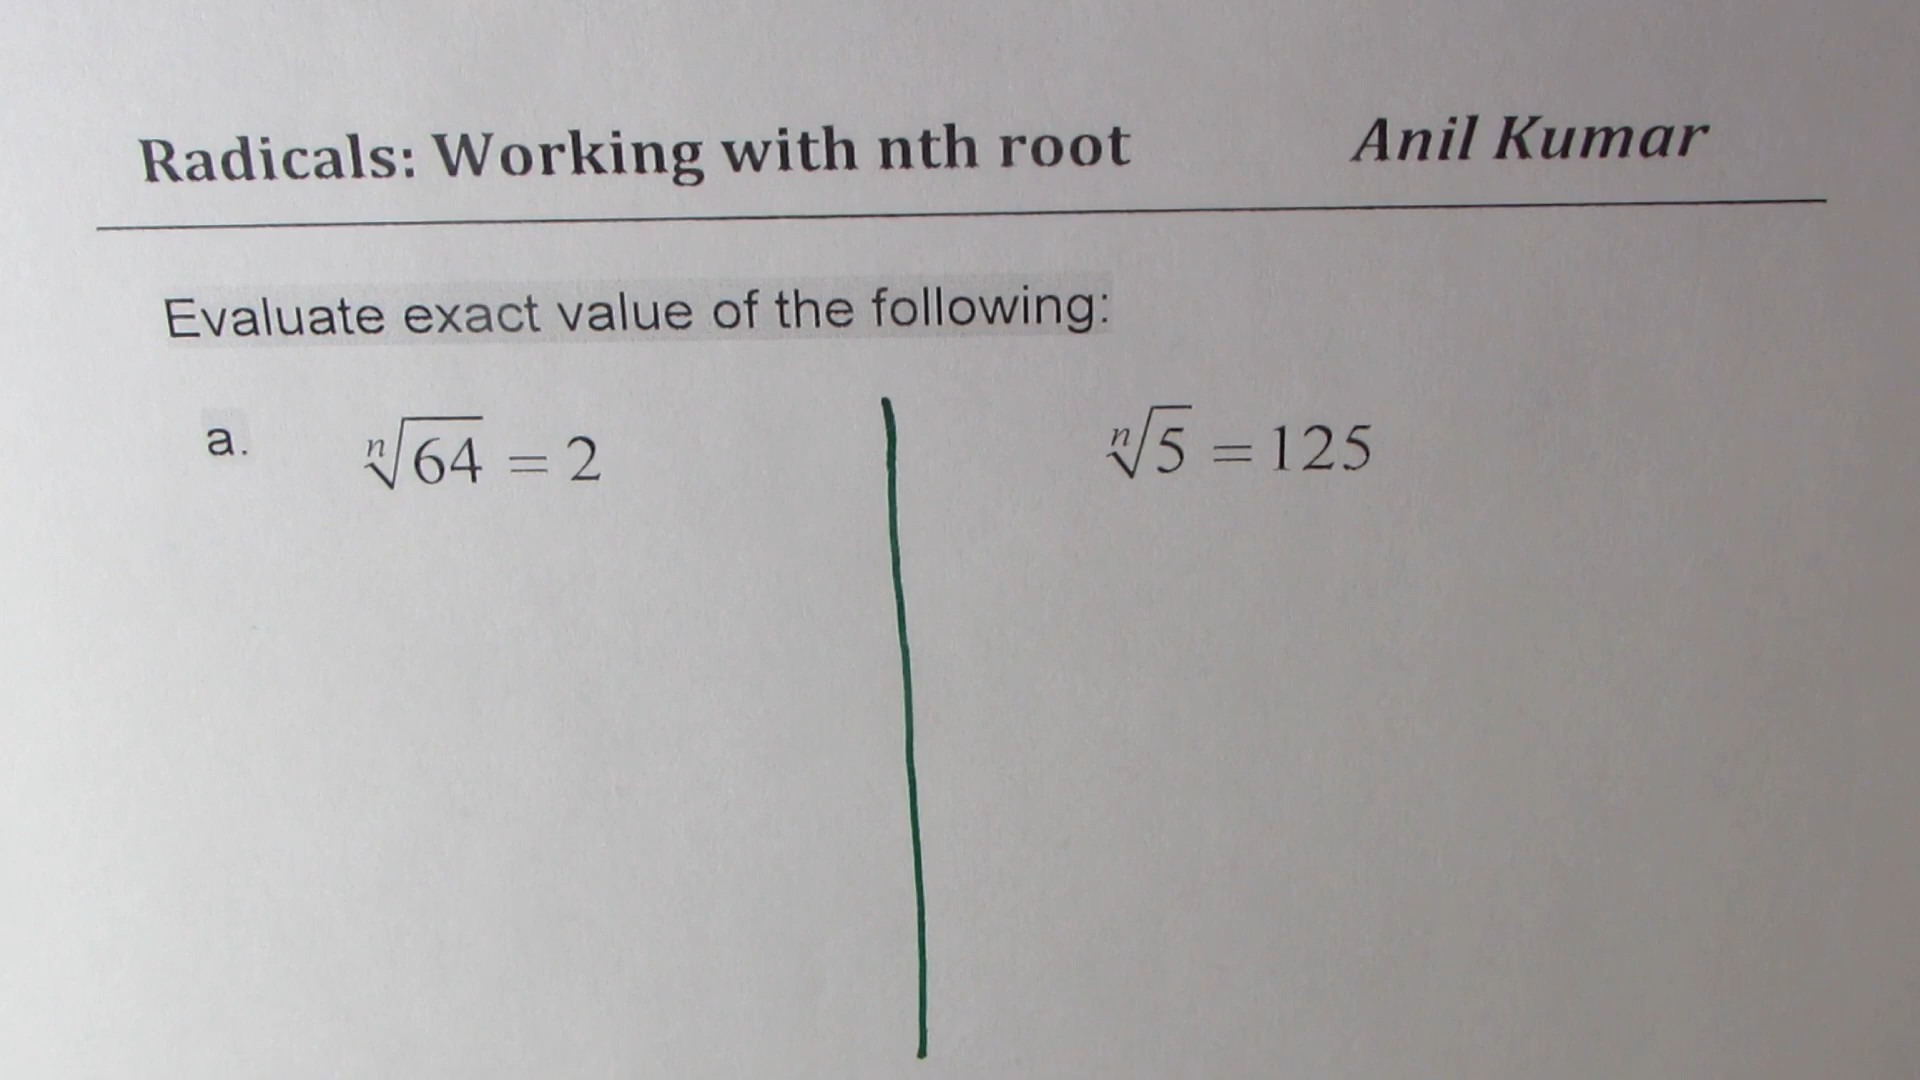 Radicals: Working with nth root Anil Kumar
Evaluate exact value of the following:
a. ⁿ√64 = 2 ⁿ√5 = 125